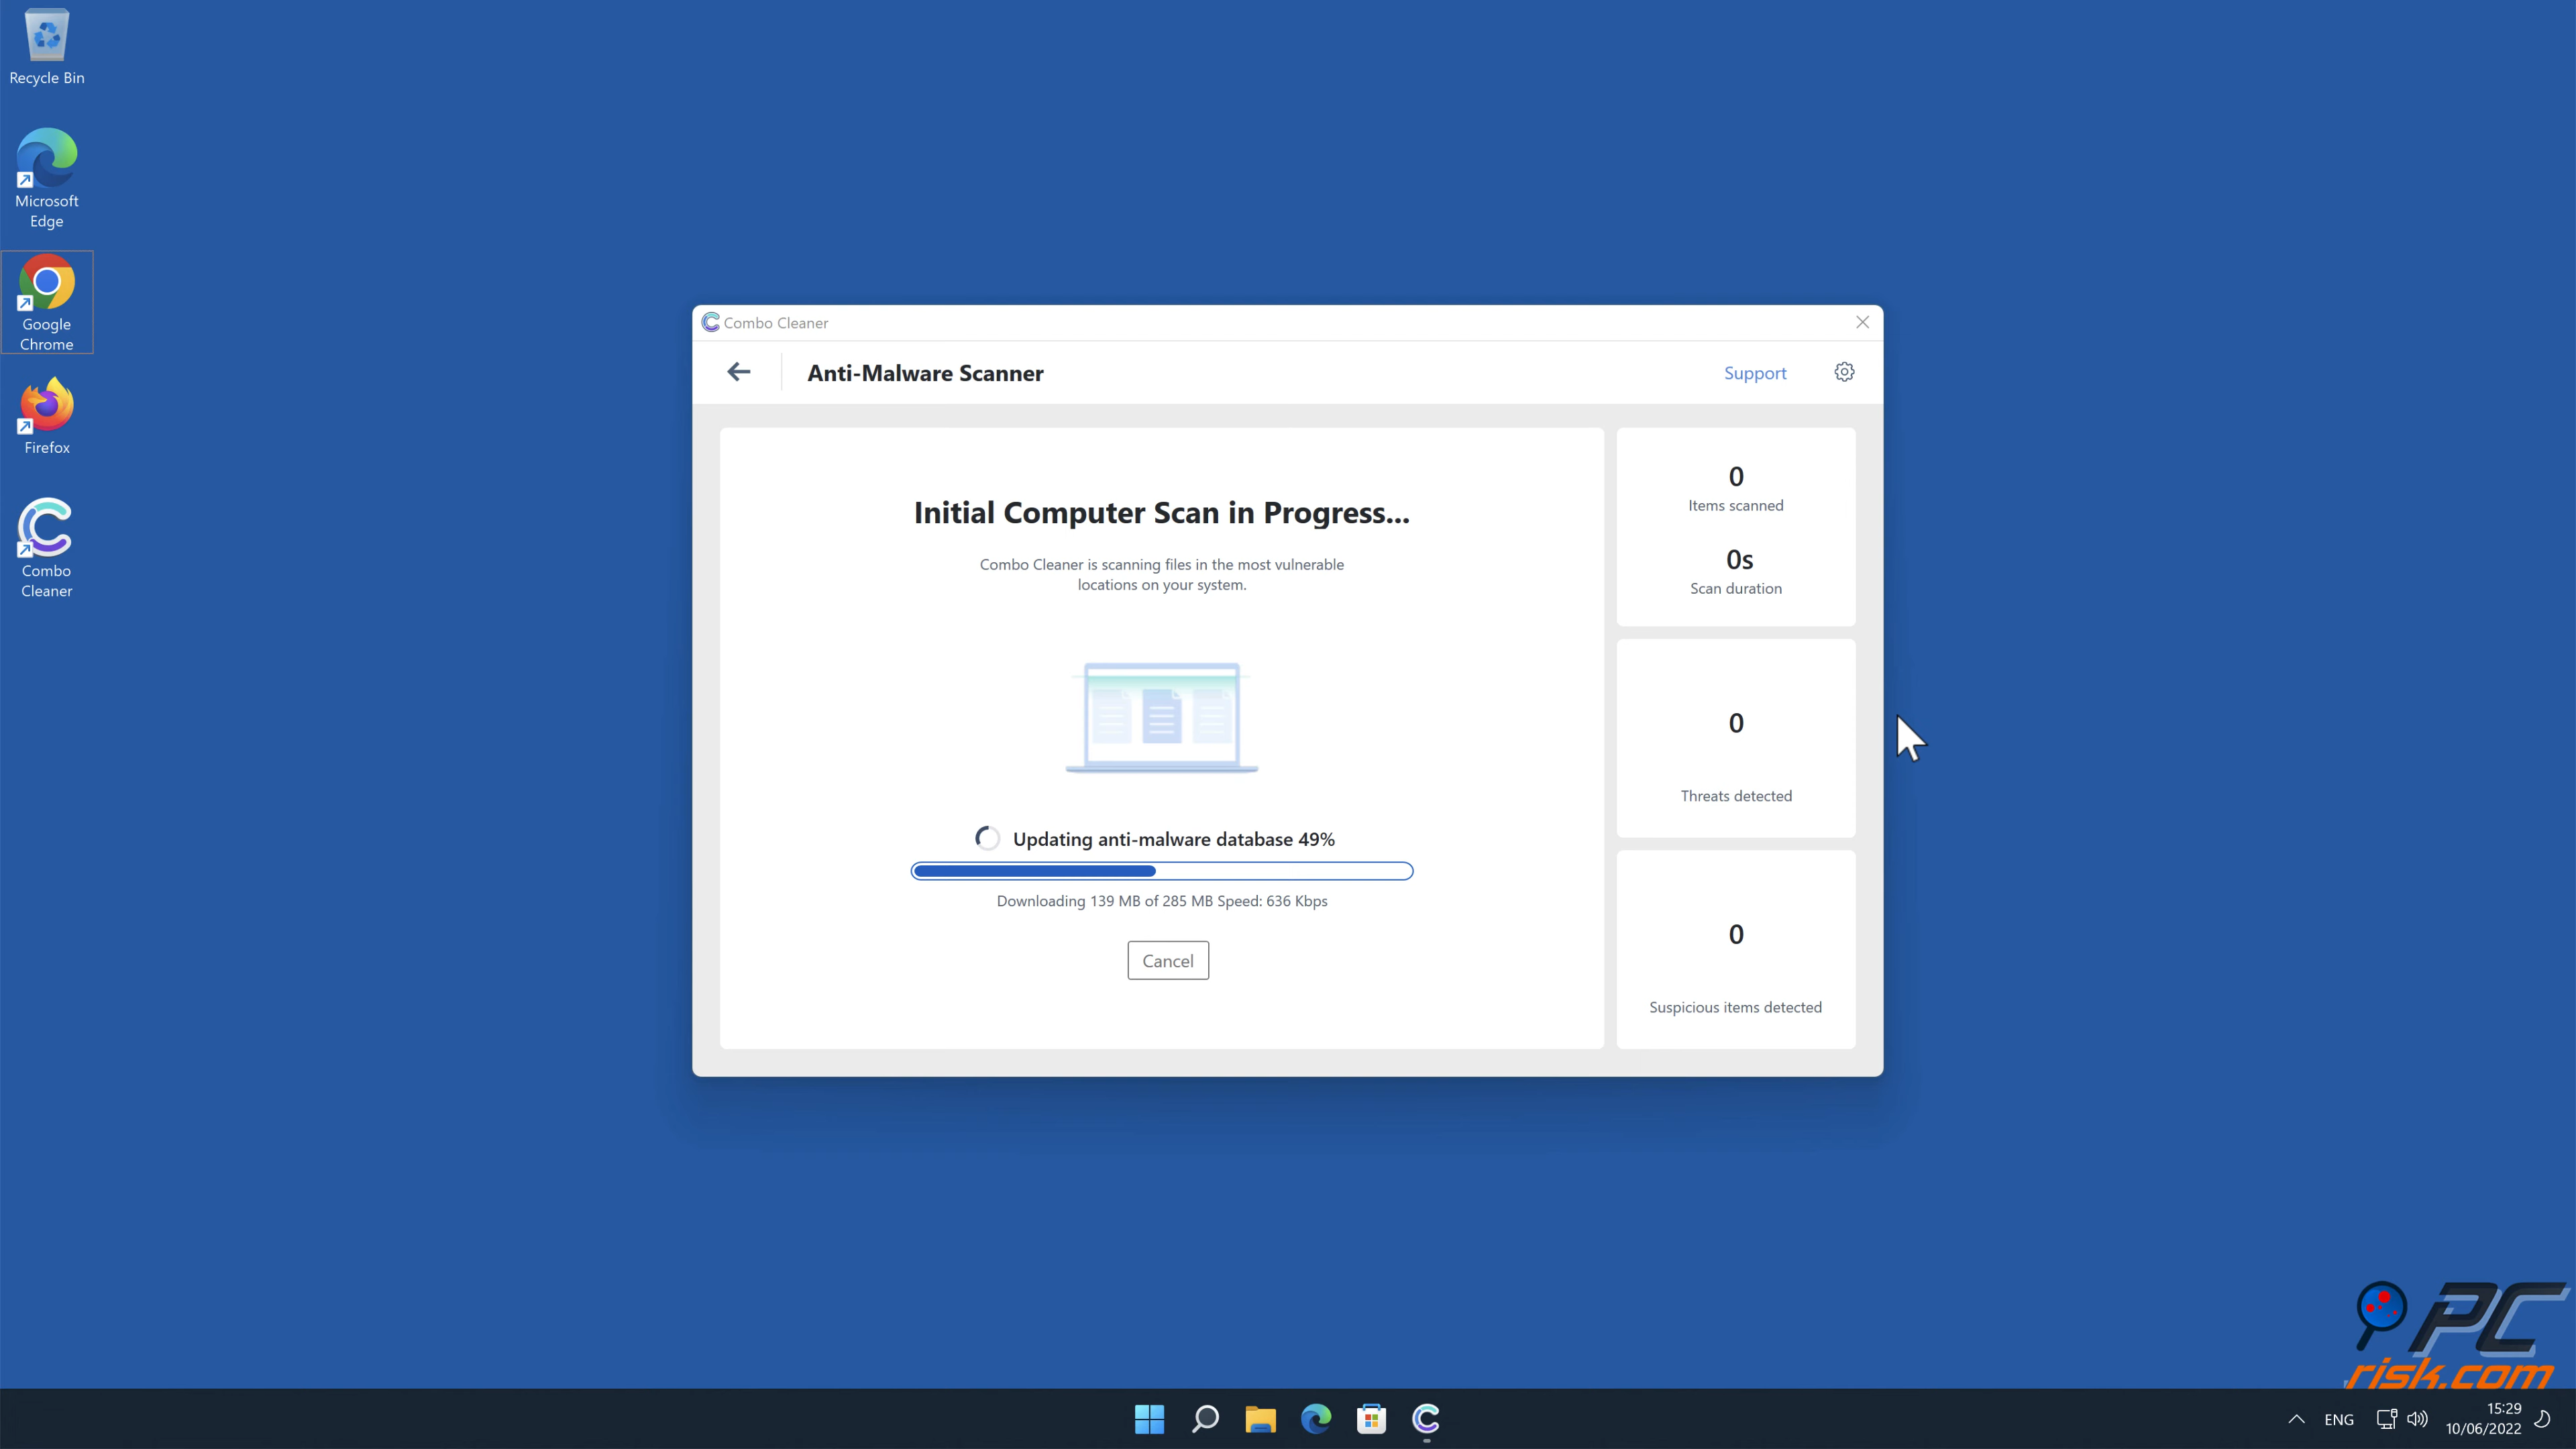 Recycle Bin
Microsoft
Edge
Google
Chrome
Firefox
Combo
Cleaner
Combo Cleaner
Anti-Malware Scanner
Support
Initial Computer Scan in Progress...
Combo Cleaner is scanning files in the most vulnerable
locations on your system.
Updating anti-malware database 49%
Downloading 139 MB of 285 MB Speed: 636 Kbps
Cancel
0
Items scanned
0s
Scan duration
0
Threats detected
0
Suspicious items detected
PC
risk.com
ENG
15:29
10/06/2022